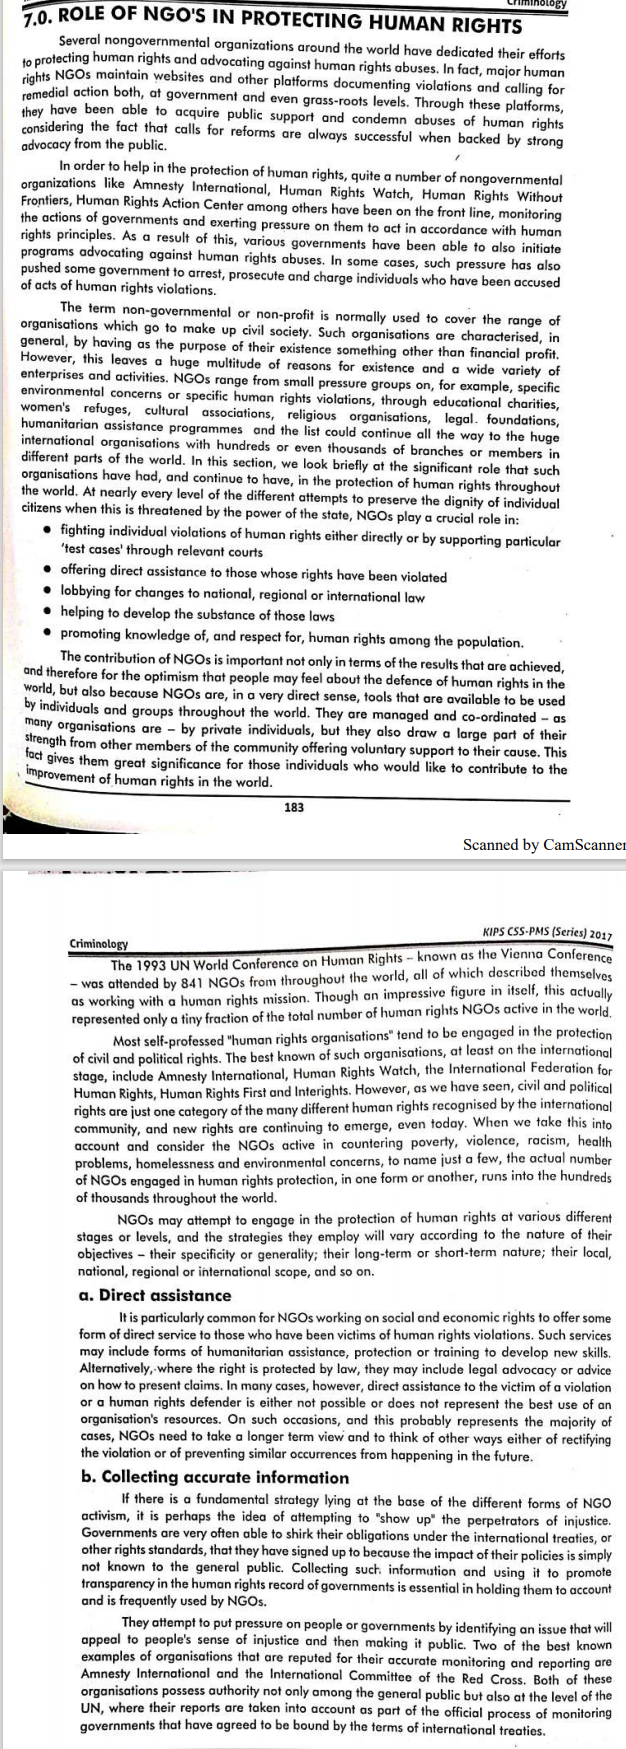 Criminology
7.0. ROLE OF NGO'S IN PROTECTING HUMAN RIGHTS
Several nongovernmental organizations around the world have dedicated their efforts
to protecting human rights and advocating against human rights abuses. In fact, major human
rights NGOs maintain websites and other platforms documenting violations and calling for
remedial action both, at government and even grass-roots levels. Through these platforms,
they have been able to acquire public support and condemn abuses of human rights
considering the fact that calls for reforms are always successful when backed by strong
advocacy from the public.
In order to help in the protection of human rights, quite a number of nongovernmental
organizations like Amnesty International, Human Rights Watch, Human Rights Without
Frontiers, Human Rights Action Center among others have been on the front line, monitoring
the actions of governments and exerting pressure on them to act in accordance with human
rights principles. As a result of this, various governments have been able to also initiate
programs advocating against human rights abuses. In some cases, such pressure has also
pushed some government to arrest, prosecute and charge individuals who have been accused
of acts of human rights violations.
The term non-governmental or non-profit is normally used to cover the range of
organisations which go to make up civil society. Such organisations are characterised, in
general, by having as the purpose of their existence something other than financial profit.
However, this leaves a huge multitude of reasons for existence and a wide variety of
enterprises and activities. NGOs range from small pressure groups on, for example, specific
environmental concerns or specific human rights violations, through educational charities,
women's refuges, cultural associations, religious organisations, legal foundations,
humanitarian assistance programmes and the list could continue all the way to the huge
international organisations with hundreds or even thousands of branches or members in
different parts of the world. In this section, we look briefly at the significant role that such
organisations have had, and continue to have, in the protection of human rights throughout
the world. At nearly every level of the different attempts to preserve the dignity of individual
citizens when this is threatened by the power of the state, NGOs play a crucial role in:
• fighting individual violations of human rights either directly or by supporting particular
'test cases' through relevant courts
• offering direct assistance to those whose rights have been violated
• lobbying for changes to national, regional or international law
• helping to develop the substance of those laws
• promoting knowledge of, and respect for, human rights among the population.
The contribution of NGOs is important not only in terms of the results that are achieved,
and therefore for the optimism that people may feel about the defence of human rights in the
world, but also because NGOs are, in a very direct sense, tools that are available to be used
by individuals and groups throughout the world. They are managed and co-ordinated – as
many organisations are – by private individuals, but they also draw a large part of their
strength from other members of the community offering voluntary support to their cause. This
fact gives them great significance for those individuals who would like to contribute to the
improvement of human rights in the world.
183
Scanned by CamScanner
KIPS CSS-PMS (Series) 2017
Criminology
The 1993 UN World Conference on Human Rights – known as the Vienna Conference
– was attended by 841 NGOs from throughout the world, all of which described themselves
as working with a human rights mission. Though an impressive figure in itself, this actually
represented only a tiny fraction of the total number of human rights NGOs active in the world.
Most self-professed "human rights organisations" tend to be engaged in the protection
of civil and political rights. The best known of such organisations, at least on the international
stage, include Amnesty International, Human Rights Watch, the International Federation for
Human Rights, Human Rights First and Interights. However, as we have seen, civil and political
rights are just one category of the many different human rights recognised by the international
community, and new rights are continuing to emerge, even today. When we take this into
account and consider the NGOs active in countering poverty, violence, racism, health
problems, homelessness and environmental concerns, to name just a few, the actual number
of NGOs engaged in human rights protection, in one form or another, runs into the hundreds
of thousands throughout the world.
NGOs may attempt to engage in the protection of human rights at various different
stages or levels, and the strategies they employ will vary according to the nature of their
objectives – their specificity or generality; their long-term or short-term nature; their local,
national, regional or international scope, and so on.
a. Direct assistance
It is particularly common for NGOs working on social and economic rights to offer some
form of direct service to those who have been victims of human rights violations. Such services
may include forms of humanitarian assistance, protection or training to develop new skills.
Alternatively, where the right is protected by law, they may include legal advocacy or advice
on how to present claims. In many cases, however, direct assistance to the victim of a violation
or a human rights defender is either not possible or does not represent the best use of an
organisation's resources. On such occasions, and this probably represents the majority of
cases, NGOs need to take a longer term view and to think of other ways either of rectifying
the violation or of preventing similar occurrences from happening in the future.
b. Collecting accurate information
If there is a fundamental strategy lying at the base of the different forms of NGO
activism, it is perhaps the idea of attempting to "show up" the perpetrators of injustice.
Governments are very often able to shirk their obligations under the international treaties, or
other rights standards, that they have signed up to because the impact of their policies is simply
not known to the general public. Collecting such information and using it to promote
transparency in the human rights record of governments is essential in holding them to account
and is frequently used by NGOs.
They attempt to put pressure on people or governments by identifying an issue that will
appeal to people's sense of injustice and then making it public. Two of the best known
examples of organisations that are reputed for their accurate monitoring and reporting are
Amnesty International and the International Committee of the Red Cross. Both of these
organisations possess authority not only among the general public but also at the level of the
UN, where their reports are taken into account as part of the official process of monitoring
governments that have agreed to be bound by the terms of international treaties.